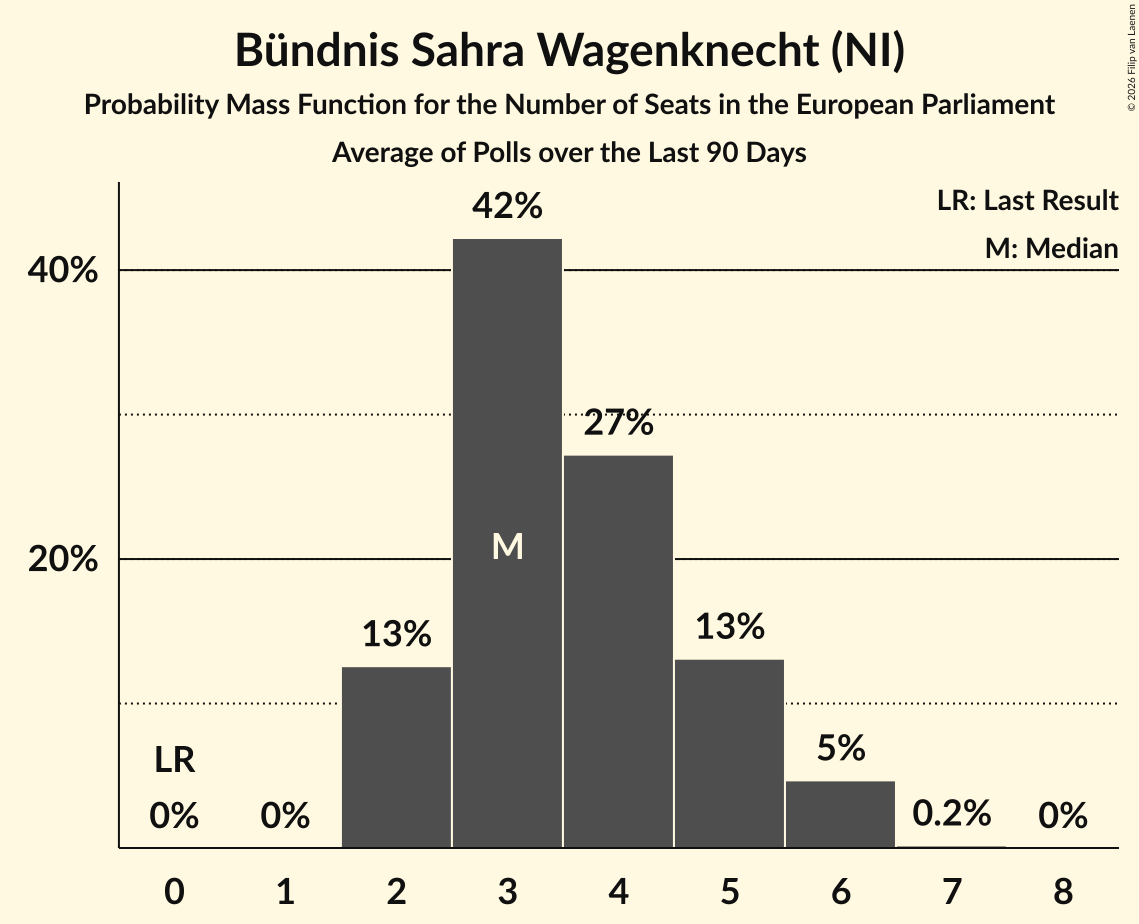 Bündnis Sahra Wagenknecht (NI)
Probability Mass Function for the Number of Seats in the European Parliament
Average of Polls over the Last 90 Days
© 2026 Filip van Laenen
LR: Last Result
M: Median
42%
40%
27%
M
20%
13%
13%
LR
5%
0%
0%
0.2%
0%
0 1 2 3 4 5 6 7 8